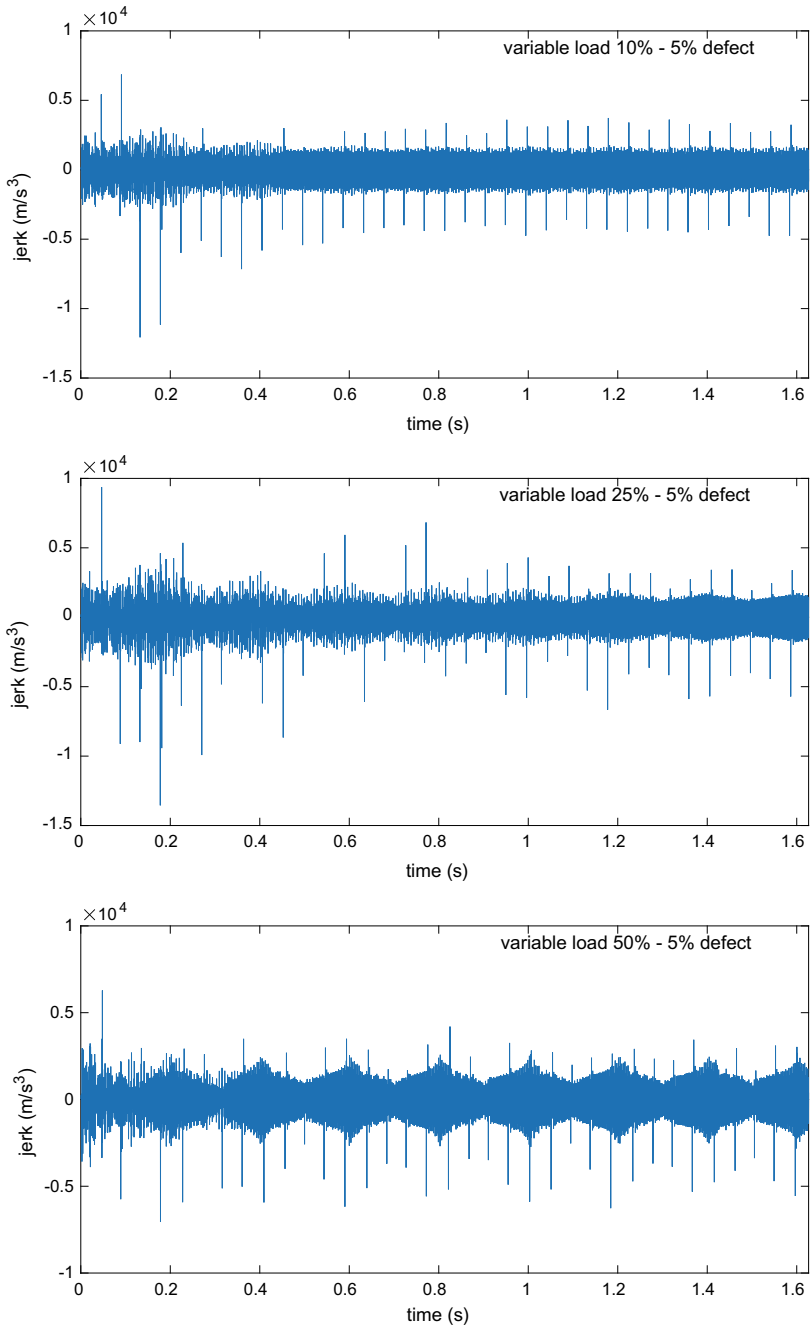 ×10⁴
variable load 10% - 5% defect
1
0.5
0
-0.5
-1
-1.5
jerk (m/s³)
0 0.2 0.4 0.6 0.8 1 1.2 1.4 1.6
time (s)
×10⁴
variable load 25% - 5% defect
1
0.5
0
-0.5
-1
-1.5
jerk (m/s³)
0 0.2 0.4 0.6 0.8 1 1.2 1.4 1.6
time (s)
×10⁴
variable load 50% - 5% defect
1
0.5
0
-0.5
-1
jerk (m/s³)
0 0.2 0.4 0.6 0.8 1 1.2 1.4 1.6
time (s)